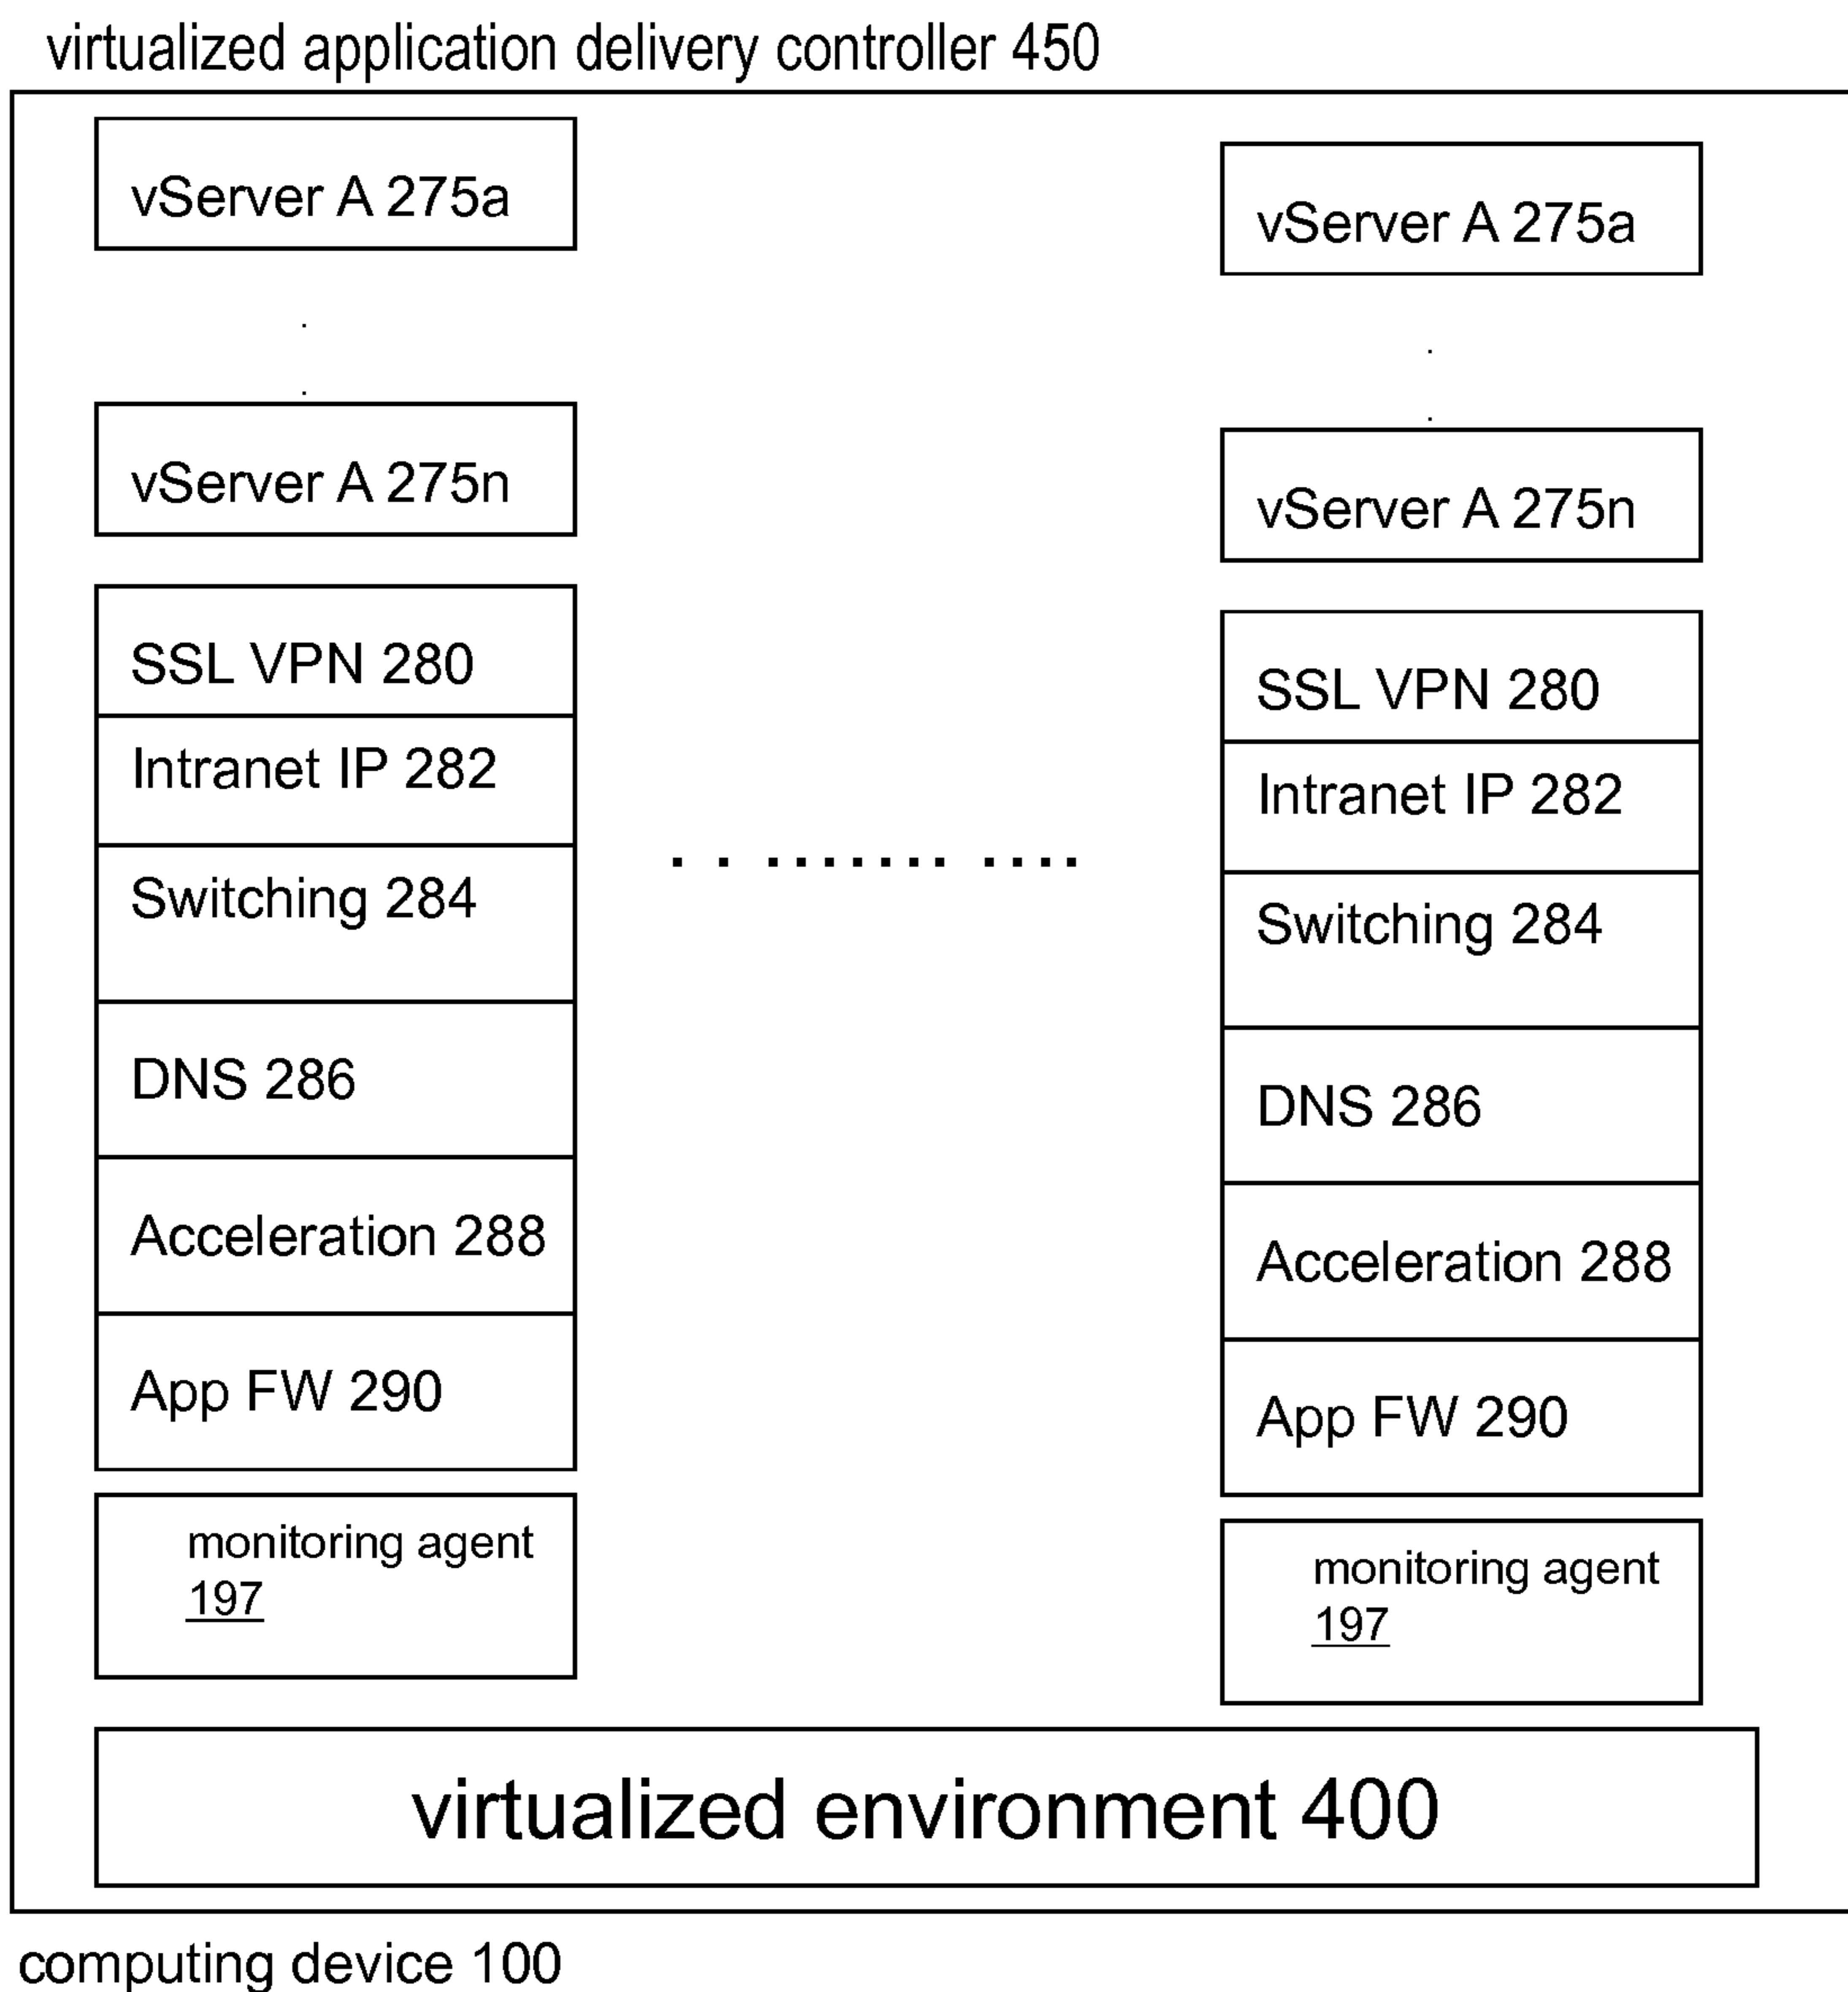 virtualized application delivery controller 450
vServer A 275a
vServer A 275n
SSL VPN 280
Intranet IP 282
Switching 284
DNS 286
Acceleration 288
App FW 290
monitoring agent
197
vServer A 275a
vServer A 275n
SSL VPN 280
Intranet IP 282
Switching 284
DNS 286
Acceleration 288
App FW 290
monitoring agent
197
virtualized environment 400
computing device 100